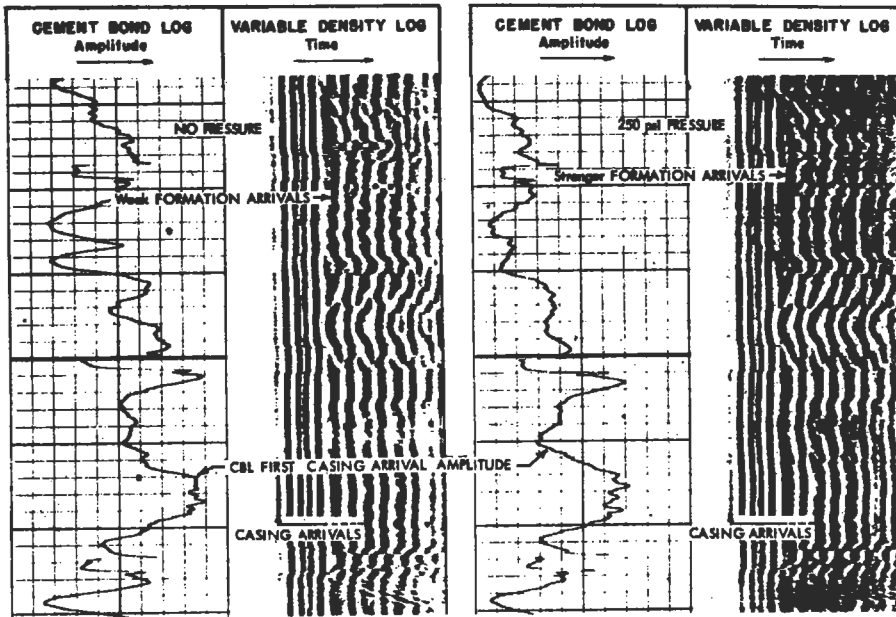 CEMENT BOND LOG
Amplitude
VARIABLE DENSITY LOG
Time
NO PRESSURE
Weak FORMATION ARRIVALS
CASING ARRIVALS
CEMENT BOND LOG
Amplitude
VARIABLE DENSITY LOG
Time
250 psi PRESSURE
Stronger FORMATION ARRIVALS
CBL FIRST CASING ARRIVAL AMPLITUDE
CASING ARRIVALS